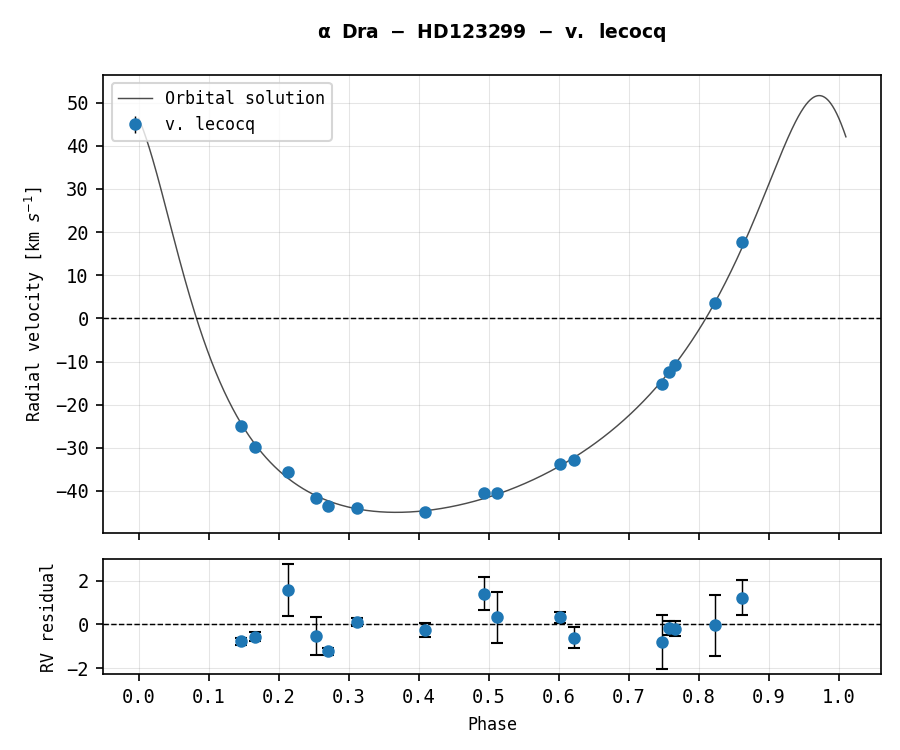 α Dra − HD123299 − v. lecocq
Orbital solution
v. lecocq
Radial velocity [km s⁻¹]
50
40
30
20
10
0
−10
−20
−30
−40
RV residual
2
0
−2
0.0 0.1 0.2 0.3 0.4 0.5 0.6 0.7 0.8 0.9 1.0
Phase